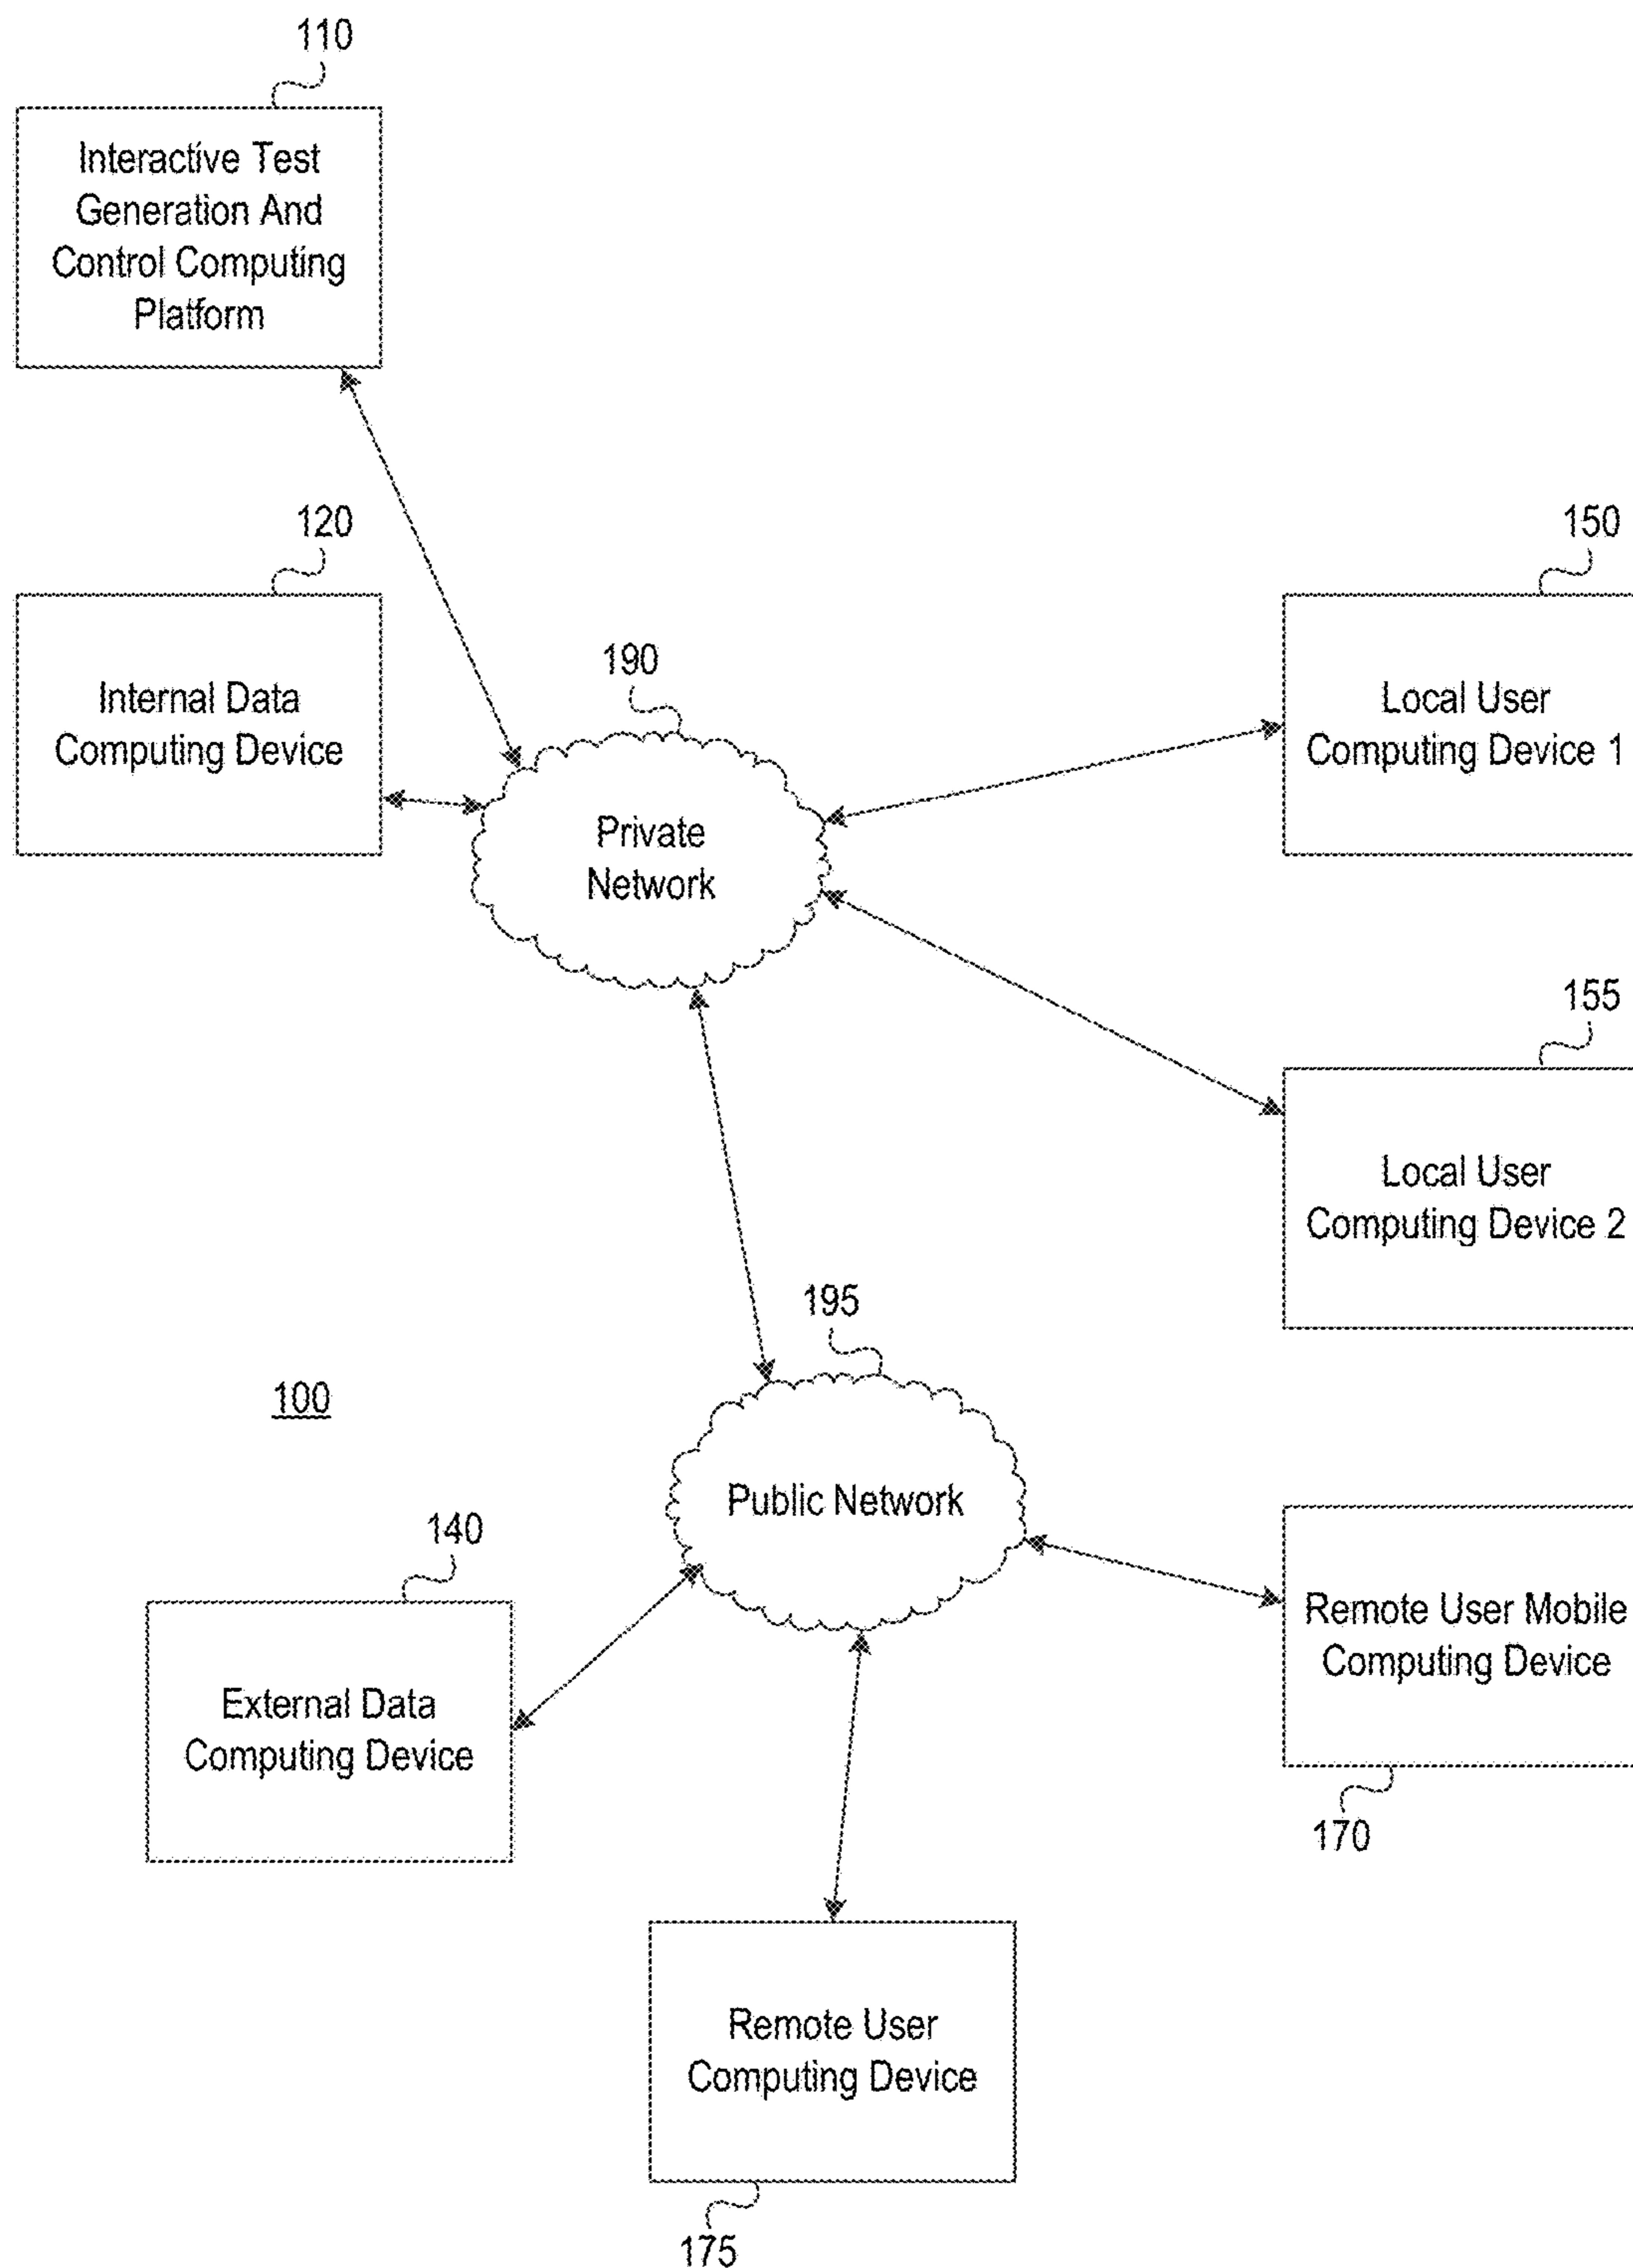 110
Interactive Test
Generation And
Control Computing
Platform
120
Internal Data
Computing Device
190
Private
Network
150
Local User
Computing Device 1
155
Local User
Computing Device 2
195
Public Network
100
140
External Data
Computing Device
Remote User Mobile
Computing Device
170
Remote User
Computing Device
175